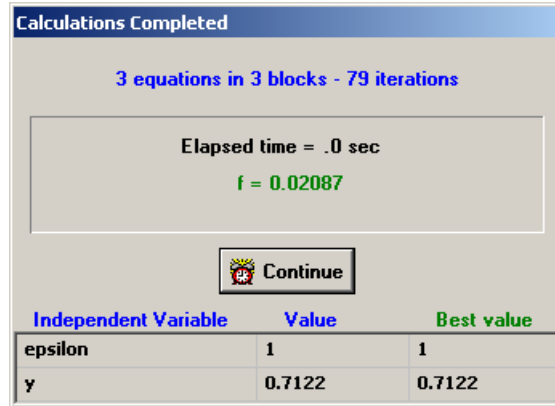 Calculations Completed
3 equations in 3 blocks - 79 iterations
Elapsed time = .0 sec
f = 0.02087
Continue
Independent Variable Value Best value
epsilon 1 1
y 0.7122 0.7122